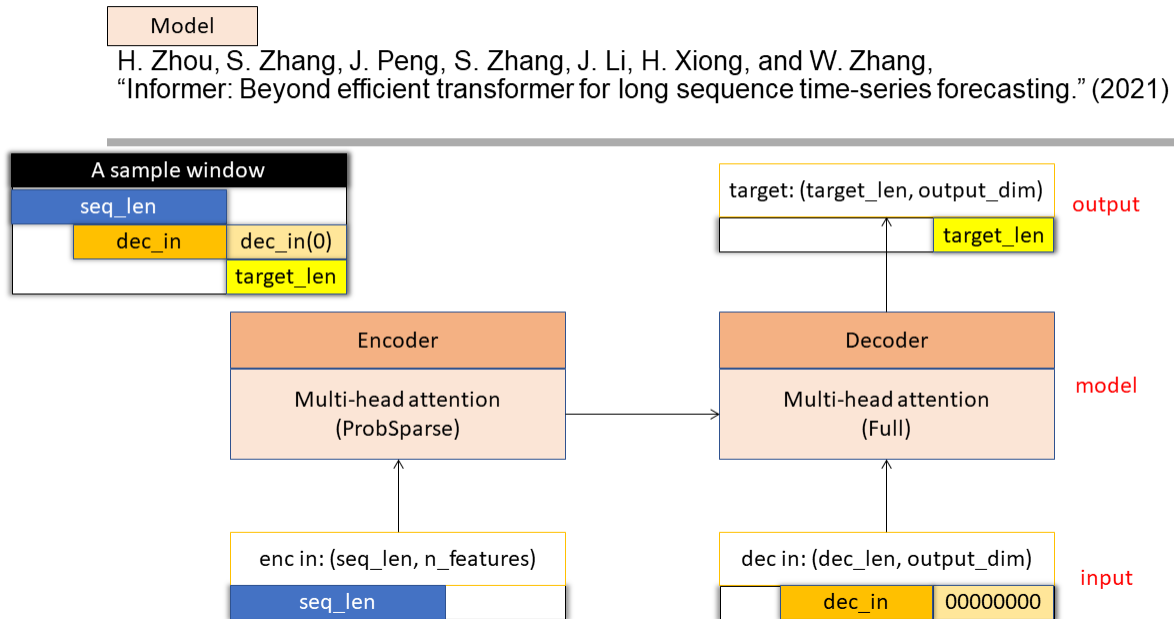 Model
H. Zhou, S. Zhang, J. Peng, S. Zhang, J. Li, H. Xiong, and W. Zhang,
“Informer: Beyond efficient transformer for long sequence time-series forecasting.” (2021)
A sample window
seq_len
dec_in dec_in(0)
target_len
target: (target_len, output_dim)
target_len
output
Encoder
Multi-head attention
(ProbSparse)
Decoder
Multi-head attention
(Full)
model
enc in: (seq_len, n_features)
seq_len
dec in: (dec_len, output_dim)
dec_in 00000000
input